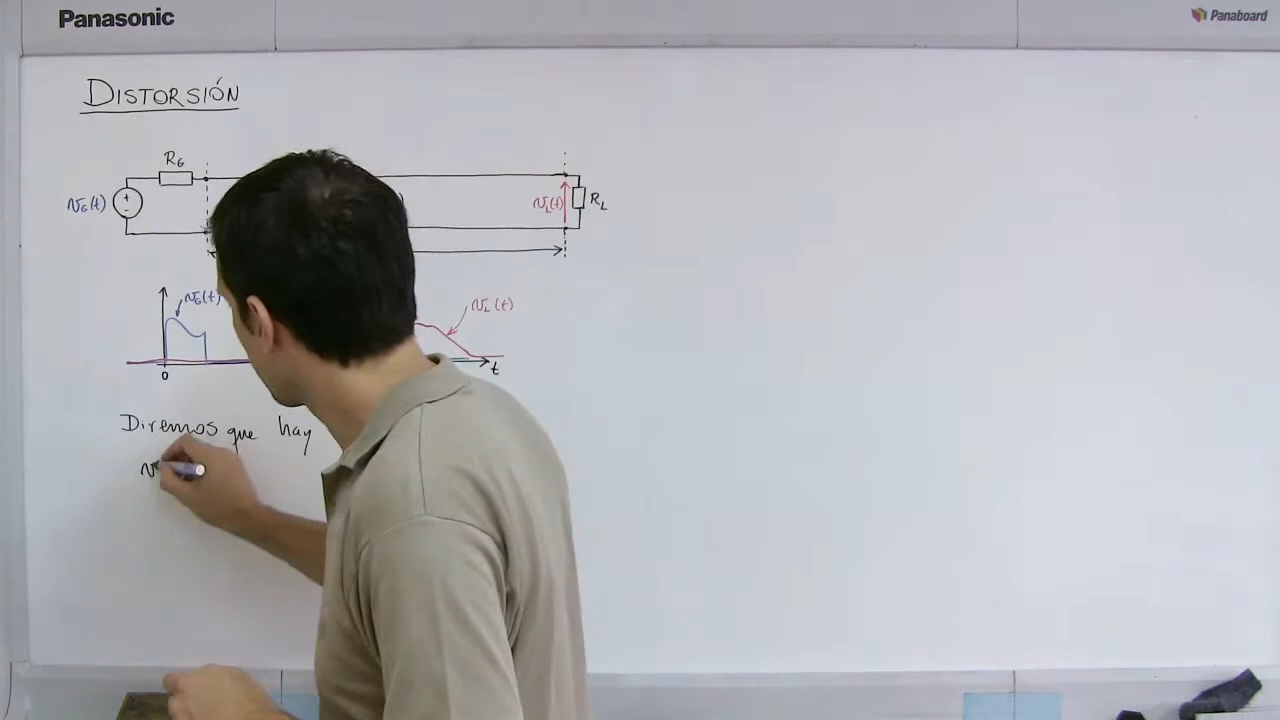 Panasonic
Panaboard
DISTORSIÓN
R_G
v_G(t)
v_L(t)
R_L
v_G(t)
v_L(t)
0
t
Diremos que hay
v